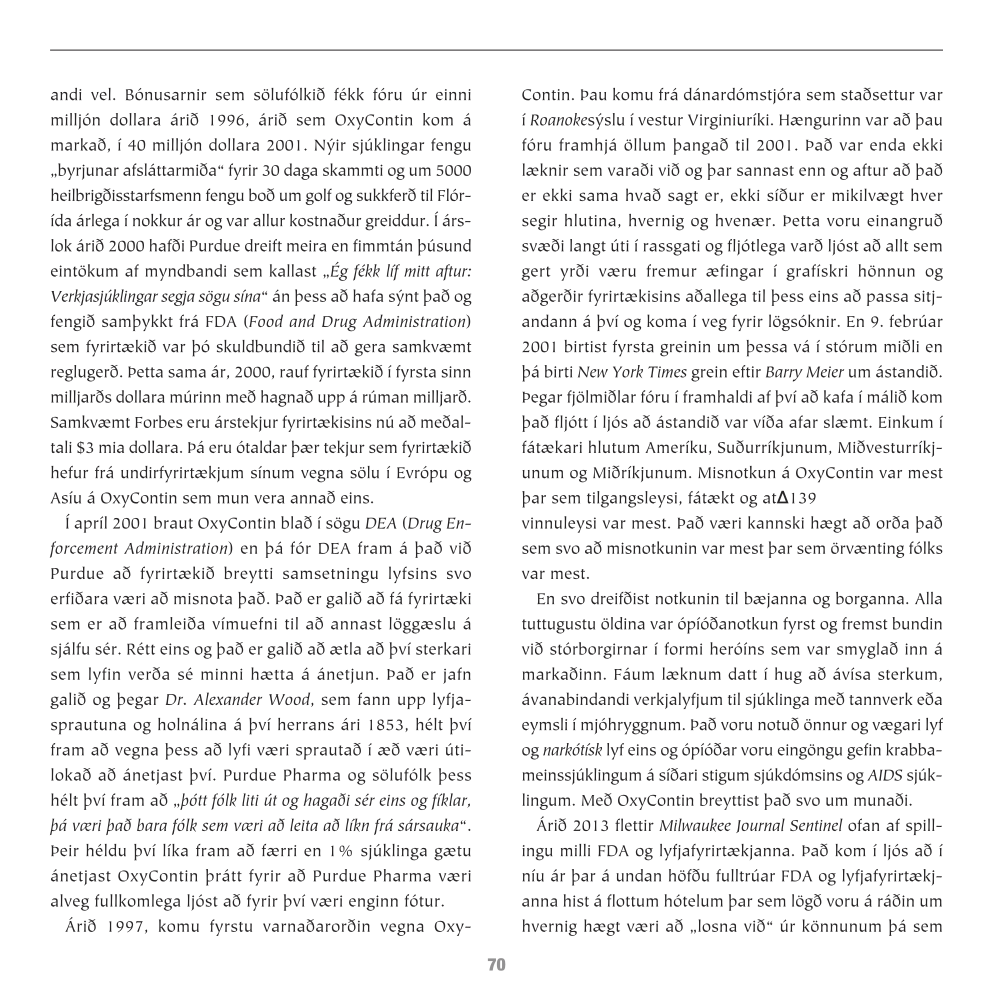 andi vel. Bónusarnir sem sölufólkið fékk fóru úr einni
milljón dollara árið 1996, árið sem OxyContin kom á
markað, í 40 milljón dollara 2001. Nýir sjúklingar fengu
„byrjunar afsláttarmiða“ fyrir 30 daga skammti og um 5000
heilbrigðisstarfsmenn fengu boð um golf og sukkferð til Flór-
ída árlega í nokkur ár og var allur kostnaður greiddur. Í árs-
lok árið 2000 hafði Purdue dreift meira en fimmtán þúsund
eintökum af myndbandi sem kallast „Ég fékk líf mitt aftur:
Verkjasjúklingar segja sögu sína“ án þess að hafa sýnt það og
fengið samþykkt frá FDA (Food and Drug Administration)
sem fyrirtækið var þó skuldbundið til að gera samkvæmt
reglugerð. Þetta sama ár, 2000, rauf fyrirtækið í fyrsta sinn
milljarðs dollara múrinn með hagnað upp á rúman milljarð.
Samkvæmt Forbes eru árstekjur fyrirtækisins nú að meðal-
tali $3 mia dollara. Þá eru ótaldar þær tekjur sem fyrirtækið
hefur frá undirfyrirtækjum sínum vegna sölu í Evrópu og
Asíu á OxyContin sem mun vera annað eins.
Í apríl 2001 braut OxyContin blað í sögu DEA (Drug En-
forcement Administration) en þá fór DEA fram á það við
Purdue að fyrirtækið breytti samsetningu lyfsins svo
erfiðara væri að misnota það. Það er galið að fá fyrirtæki
sem er að framleiða vímuefni til að annast löggæslu á
sjálfu sér. Rétt eins og það er galið að ætla að því sterkari
sem lyfin verða sé minni hætta á ánetjun. Það er jafn
galið og þegar Dr. Alexander Wood, sem fann upp lyfja-
sprautuna og holnálina á því herrans ári 1853, hélt því
fram að vegna þess að lyfi væri sprautað í æð væri úti-
lokað að ánetjast því. Purdue Pharma og sölufólk þess
hélt því fram að „þótt fólk liti út og hagaði sér eins og fíklar,
þá væri það bara fólk sem væri að leita að líkn frá sársauka“.
Þeir héldu því líka fram að færri en 1% sjúklinga gætu
ánetjast OxyContin þrátt fyrir að Purdue Pharma væri
alveg fullkomlega ljóst að fyrir því væri enginn fótur.
Árið 1997, komu fyrstu varnaðarorðin vegna Oxy-
Contin. Þau komu frá dánardómstjóra sem staðsettur var
í Roanokesýslu í vestur Virginiuríki. Hængurinn var að þau
fóru framhjá öllum þangað til 2001. Það var enda ekki
læknir sem varaði við og þar sannast enn og aftur að það
er ekki sama hvað sagt er, ekki síður er mikilvægt hver
segir hlutina, hvernig og hvenær. Þetta voru einangruð
svæði langt úti í rassgati og fljótlega varð ljóst að allt sem
gert yrði væru fremur æfingar í grafískri hönnun og
aðgerðir fyrirtækisins aðallega til þess eins að passa sitj-
andann á því og koma í veg fyrir lögsóknir. En 9. febrúar
2001 birtist fyrsta greinin um þessa vá í stórum miðli en
þá birti New York Times grein eftir Barry Meier um ástandið.
Þegar fjölmiðlar fóru í framhaldi af því að kafa í málið kom
það fljótt í ljós að ástandið var víða afar slæmt. Einkum í
fátækari hlutum Ameríku, Suðurríkjunum, Miðvesturríkj-
unum og Miðríkjunum. Misnotkun á OxyContin var mest
þar sem tilgangsleysi, fátækt og at∆139
vinnuleysi var mest. Það væri kannski hægt að orða það
sem svo að misnotkunin var mest þar sem örvænting fólks
var mest.
En svo dreifðist notkunin til bæjanna og borganna. Alla
tuttugustu öldina var ópíóðanotkun fyrst og fremst bundin
við stórborgirnar í formi heróíns sem var smyglað inn á
markaðinn. Fáum læknum datt í hug að ávísa sterkum,
ávanabindandi verkjalyfjum til sjúklinga með tannverk eða
eymsli í mjóhryggnum. Það voru notuð önnur og vægari lyf
og narkótísk lyf eins og ópíóðar voru eingöngu gefin krabba-
meinssjúklingum á síðari stigum sjúkdómsins og AIDS sjúk-
lingum. Með OxyContin breyttist það svo um munaði.
Árið 2013 flettir Milwaukee Journal Sentinel ofan af spill-
ingu milli FDA og lyfjafyrirtækjanna. Það kom í ljós að í
níu ár þar á undan höfðu fulltrúar FDA og lyfjafyrirtækj-
anna hist á flottum hótelum þar sem lögð voru á ráðin um
hvernig hægt væri að „losna við“ úr könnunum þá sem
70